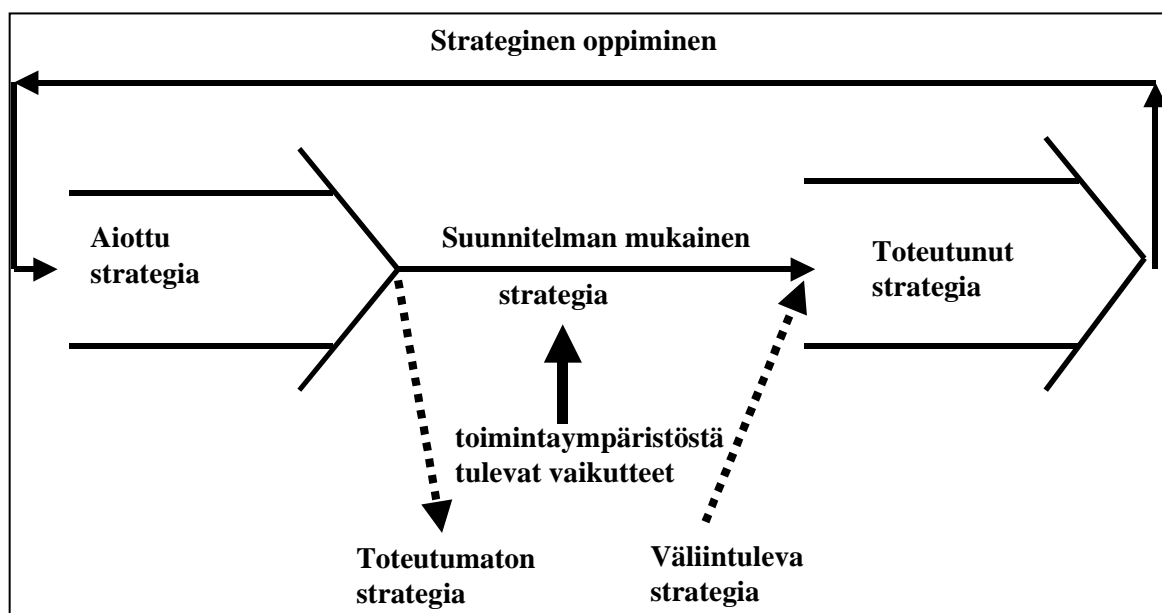 Strateginen oppiminen
Aiottu
strategia
Suunnitelman mukainen
strategia
Toteutunut
strategia
toimintaympäristöstä
tulevat vaikutteet
Toteutumaton
strategia
Väliintuleva
strategia